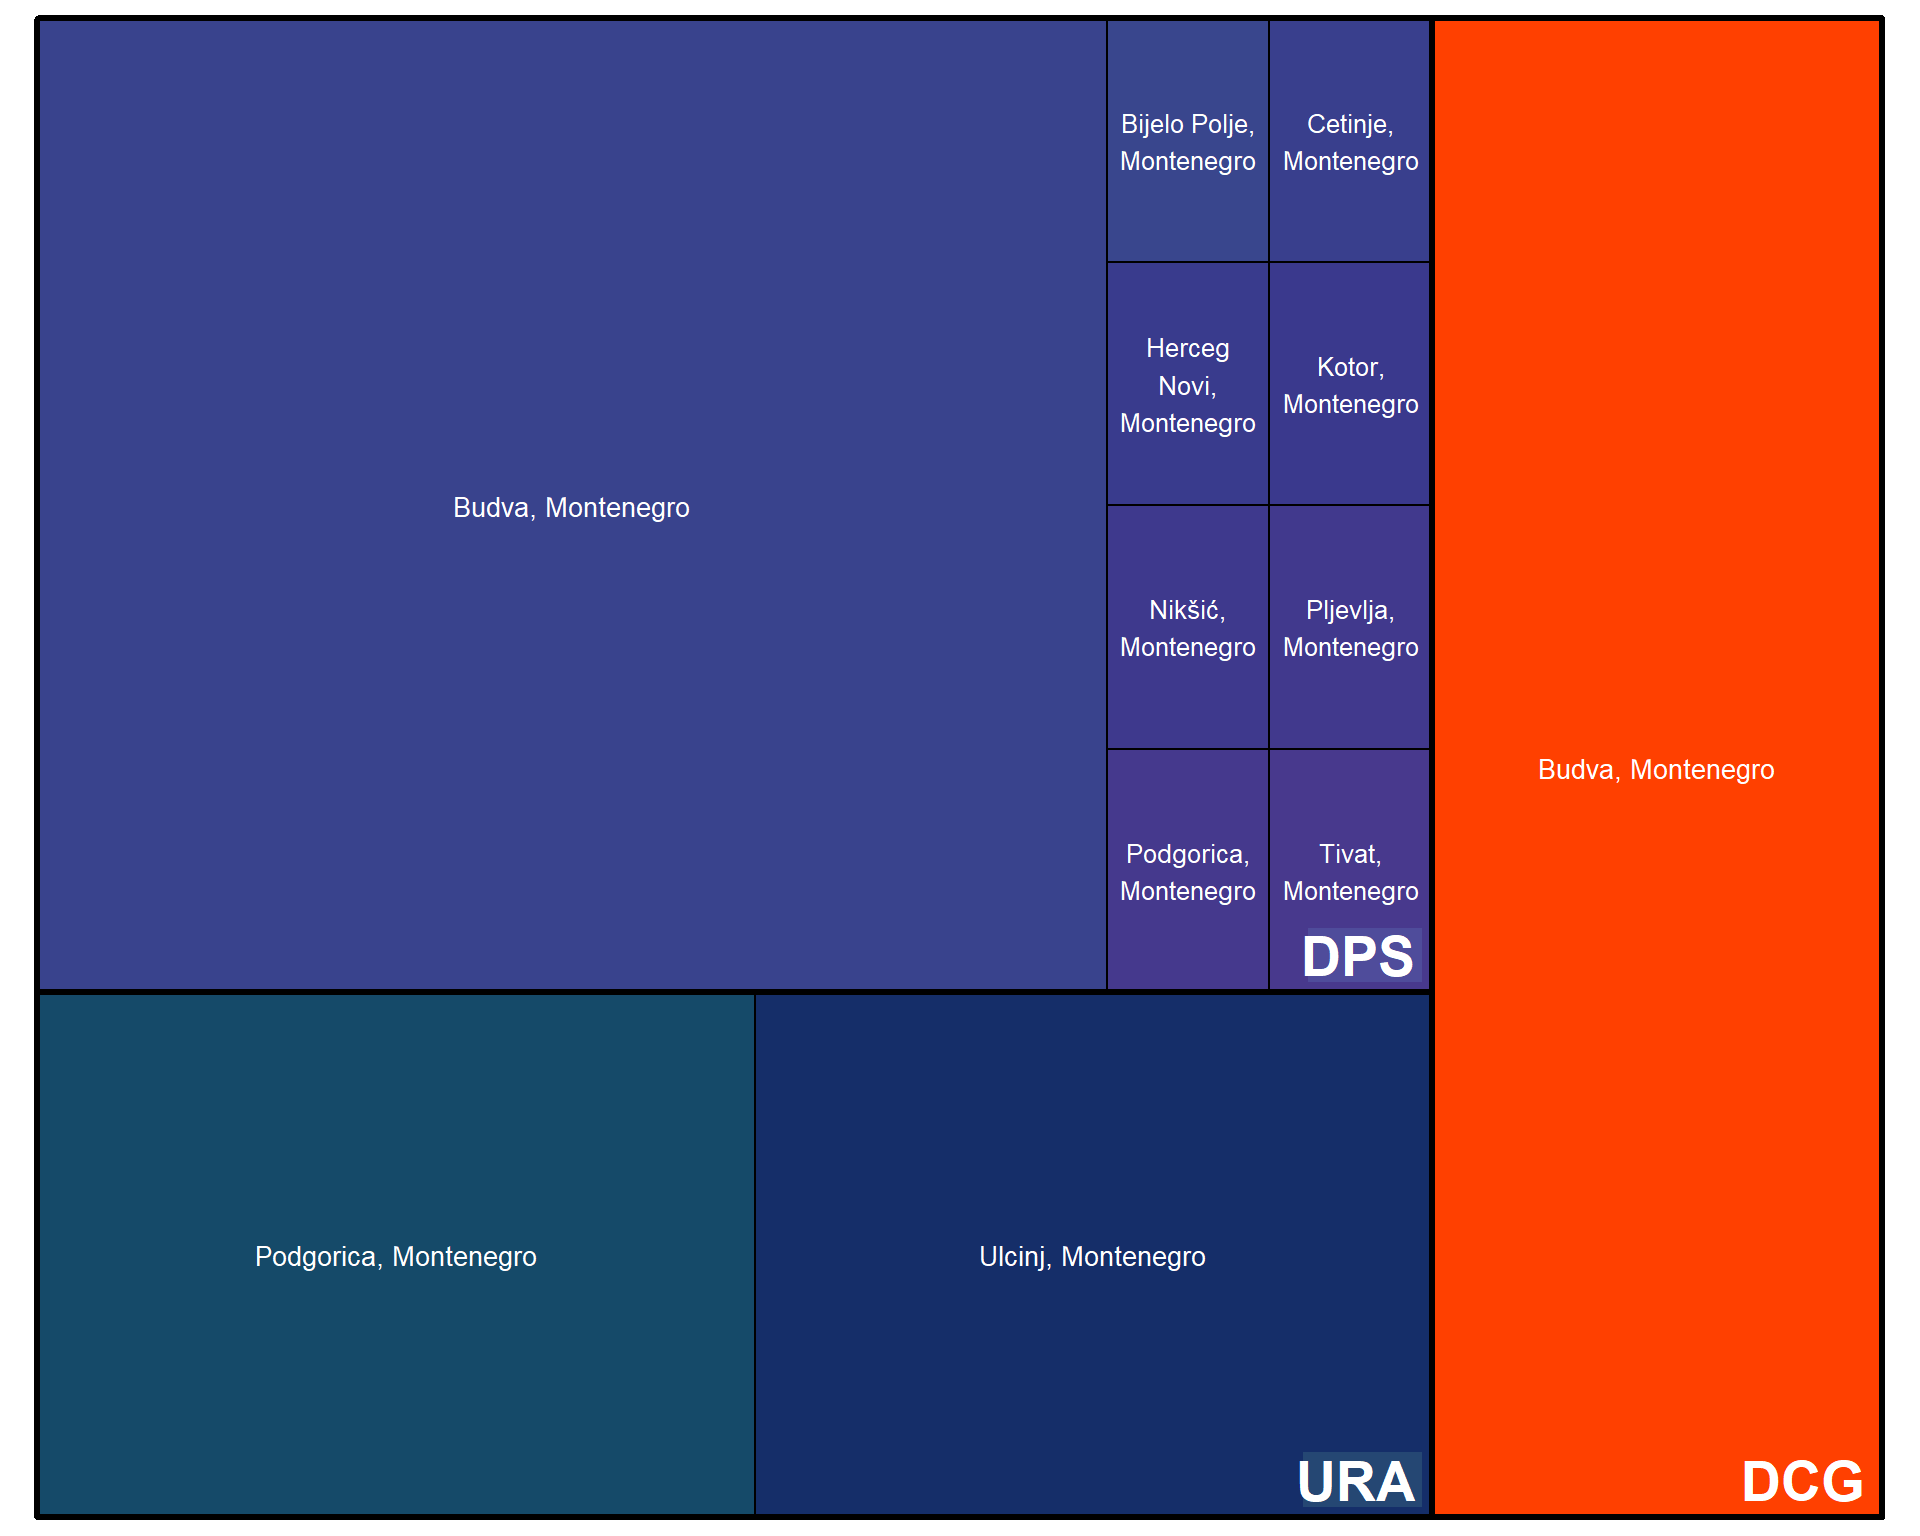 Budva, Montenegro
Bijelo Polje,
Montenegro
Cetinje,
Montenegro
Herceg
Novi,
Montenegro
Kotor,
Montenegro
Nikšić,
Montenegro
Pljevlja,
Montenegro
Podgorica,
Montenegro
Tivat,
Montenegro
DPS
Podgorica, Montenegro
Ulcinj, Montenegro
URA
Budva, Montenegro
DCG